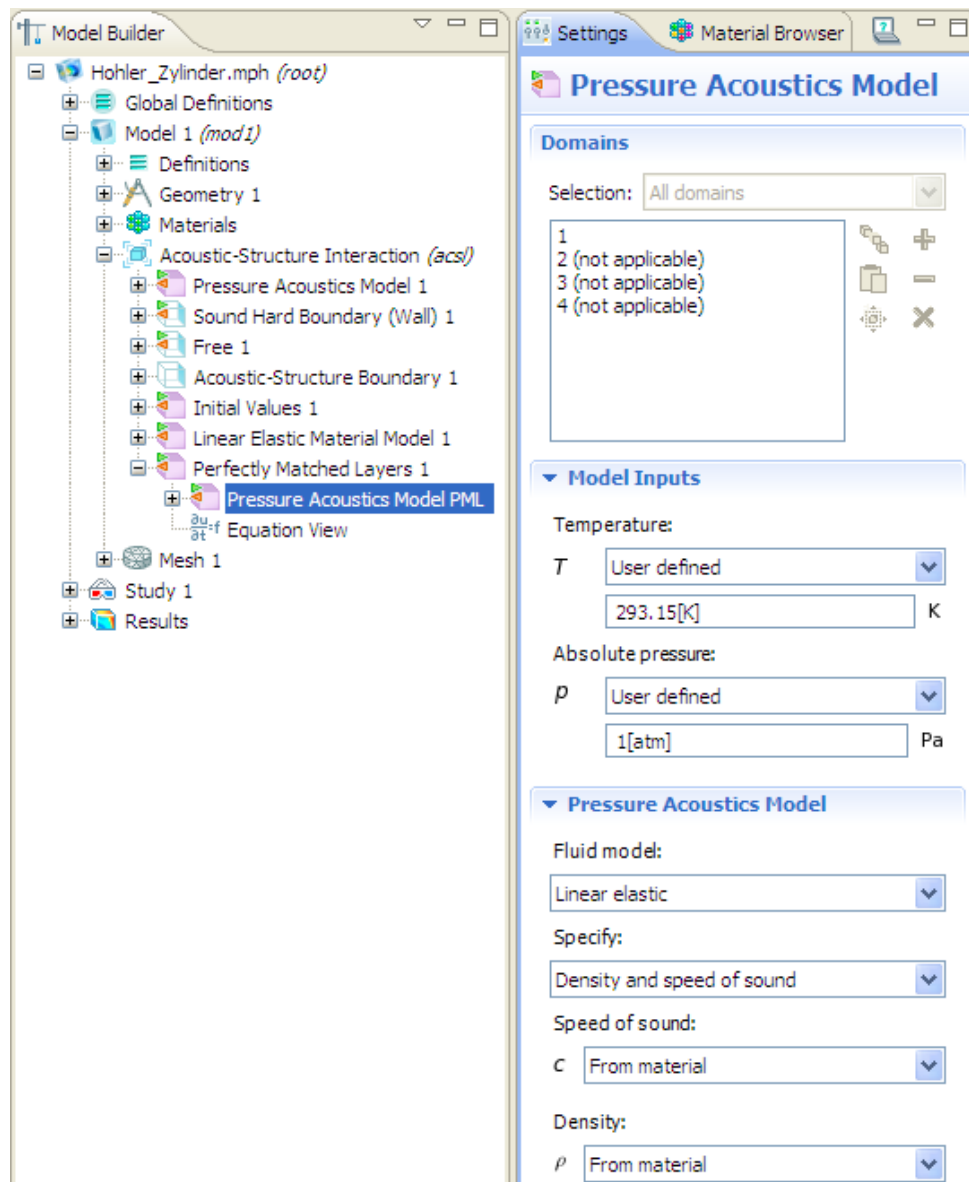 Model Builder
Hohler_Zylinder.mph (root)
Global Definitions
Model 1 (mod1)
Definitions
Geometry 1
Materials
Acoustic-Structure Interaction (acsl)
Pressure Acoustics Model 1
Sound Hard Boundary (Wall) 1
Free 1
Acoustic-Structure Boundary 1
Initial Values 1
Linear Elastic Material Model 1
Perfectly Matched Layers 1
Pressure Acoustics Model PML
∂u/∂t=f Equation View
Mesh 1
Study 1
Results
Settings
Material Browser
Pressure Acoustics Model
Domains
Selection: All domains
1
2 (not applicable)
3 (not applicable)
4 (not applicable)
Model Inputs
Temperature:
T User defined
293.15[K] K
Absolute pressure:
p User defined
1[atm] Pa
Pressure Acoustics Model
Fluid model:
Linear elastic
Specify:
Density and speed of sound
Speed of sound:
c From material
Density:
ρ From material